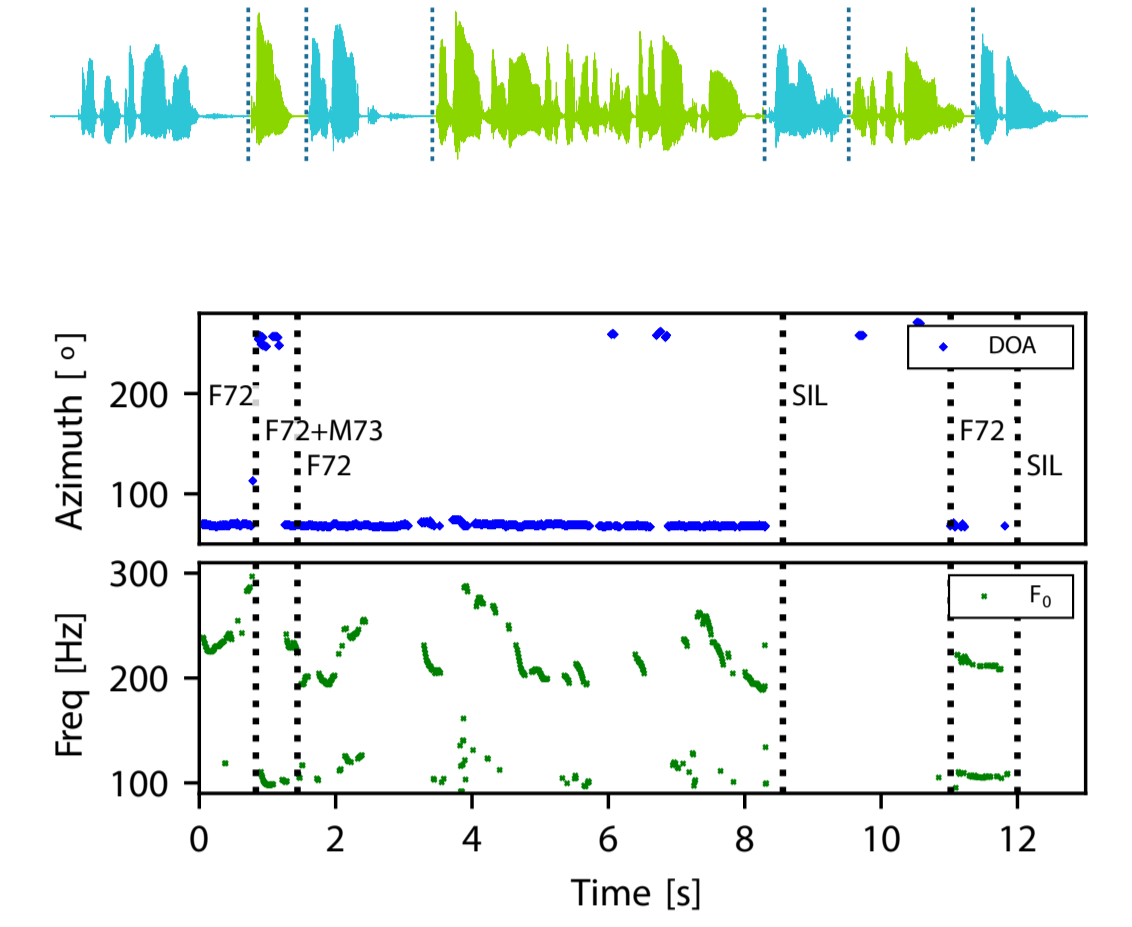 Azimuth [ o]
200
100
F72
F72+M73
F72
SIL
F72
SIL
DOA
Freq [Hz]
300
200
100
F0
0 2 4 6 8 10 12
Time [s]